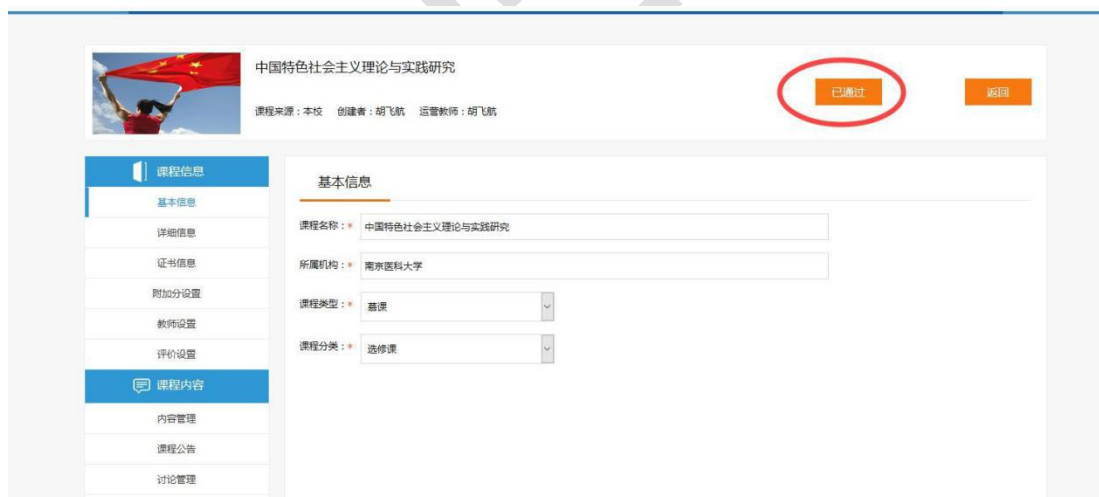 中国特色社会主义理论与实践研究
课程来源：本校 创建者：胡飞航 运营教师：胡飞航
已通过
返回
课程信息
基本信息
详细信息
证书信息
附加分设置
教师设置
评价设置
课程内容
内容管理
课程公告
讨论管理
基本信息
课程名称：* 中国特色社会主义理论与实践研究
所属机构：* 南京医科大学
课程类型：* 慕课
课程分类：* 选修课